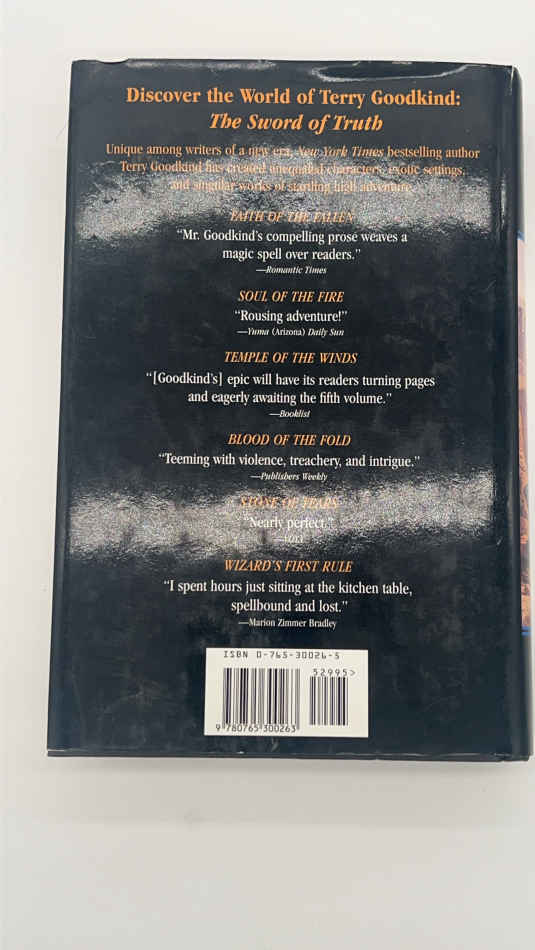 Discover the World of Terry Goodkind:
The Sword of Truth
Unique among writers of a new era, New York Times bestselling author
Terry Goodkind has created unequaled characters, exotic settings,
and singular works of startling high adventure.
FAITH OF THE FALLEN
“Mr. Goodkind’s compelling prose weaves a
magic spell over readers.”
—Romantic Times
SOUL OF THE FIRE
“Rousing adventure!”
—Yuma (Arizona) Daily Sun
TEMPLE OF THE WINDS
“[Goodkind’s] epic will have its readers turning pages
and eagerly awaiting the fifth volume.”
—Booklist
BLOOD OF THE FOLD
“Teeming with violence, treachery, and intrigue.”
—Publishers Weekly
STONE OF TEARS
“Nearly perfect.”
WIZARD’S FIRST RULE
“I spent hours just sitting at the kitchen table,
spellbound and lost.”
—Marion Zimmer Bradley
ISBN 0-765-30026-3
52995>
9 780765 300263